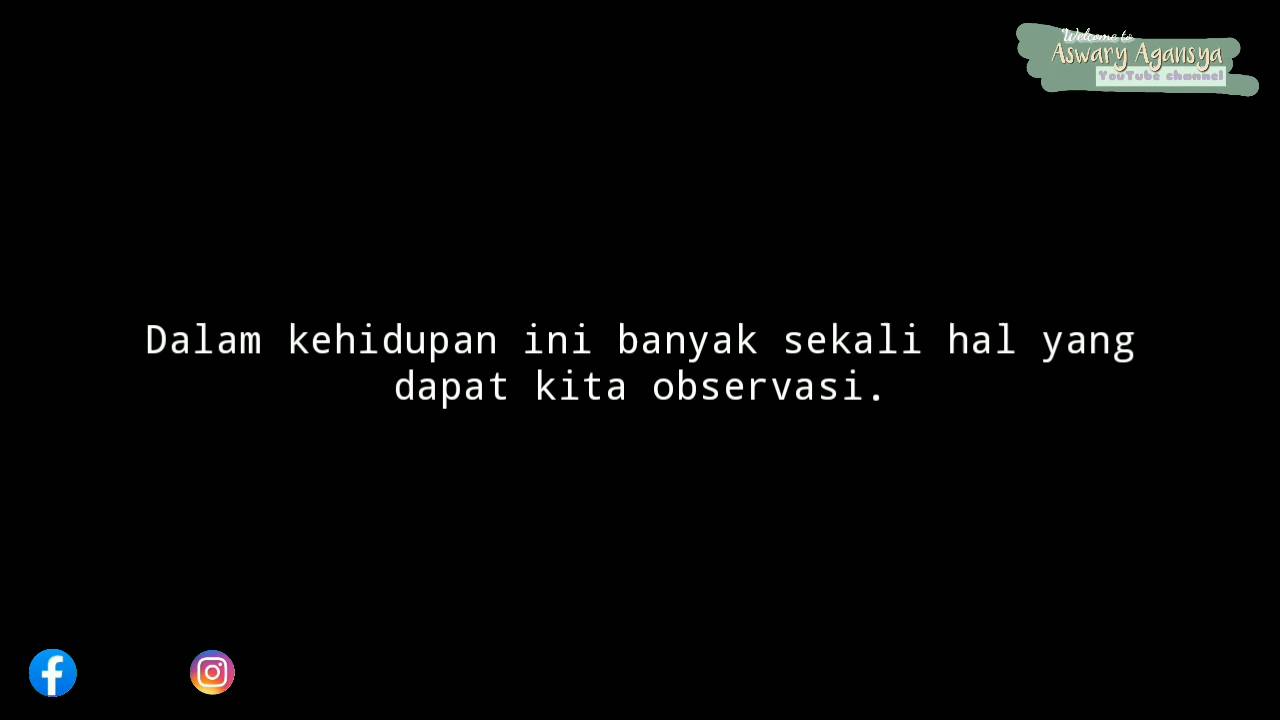 Welcome to
Aswary Agansya
YouTube channel
Dalam kehidupan ini banyak sekali hal yang
dapat kita observasi.